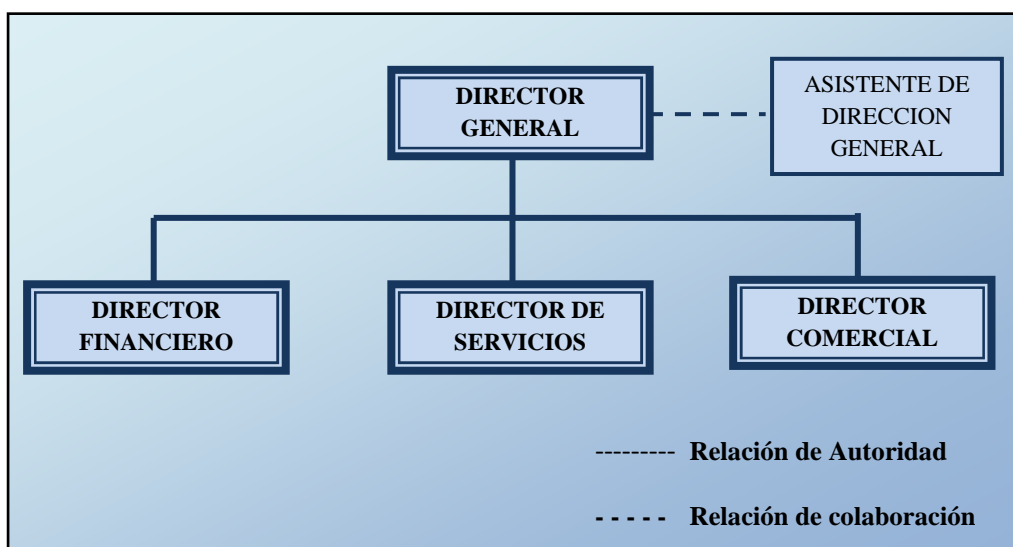 DIRECTOR
GENERAL
ASISTENTE DE
DIRECCION
GENERAL
DIRECTOR
FINANCIERO
DIRECTOR DE
SERVICIOS
DIRECTOR
COMERCIAL
--------- Relación de Autoridad
- - - - - Relación de colaboración